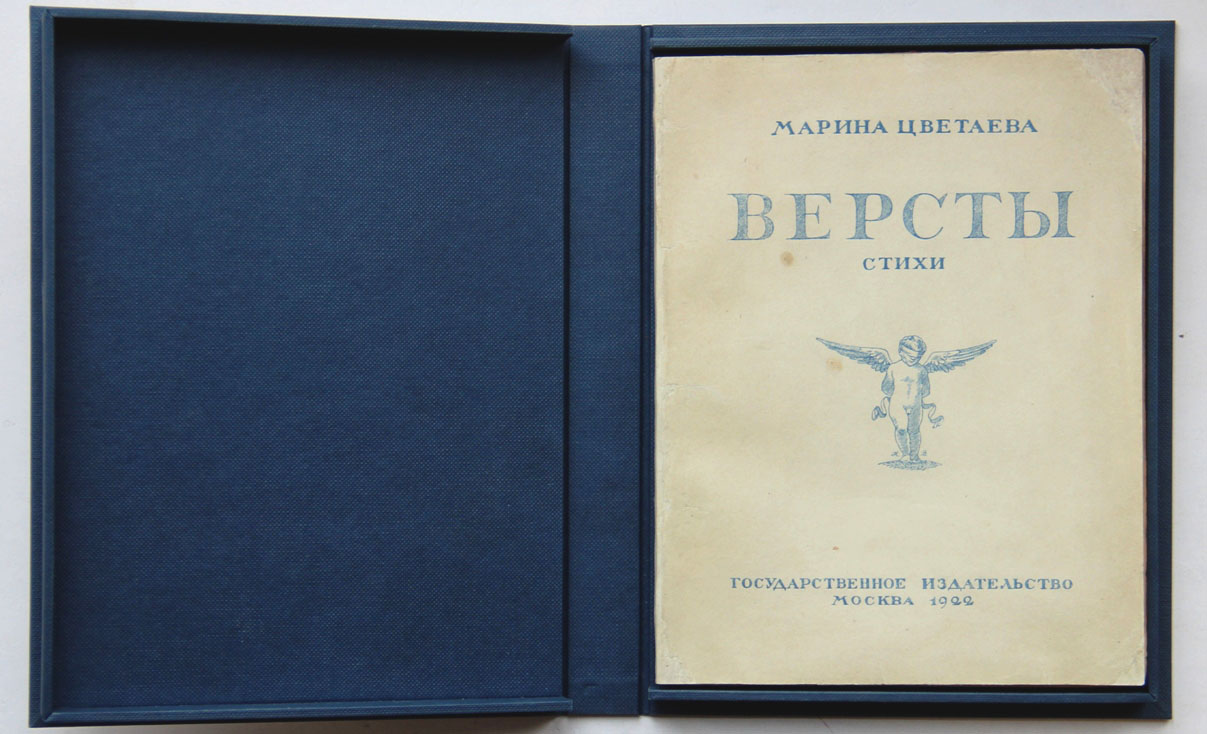 МАРИНА ЦВЕТАЕВА
ВЕРСТЫ
СТИХИ
ГОСУДАРСТВЕННОЕ ИЗДАТЕЛЬСТВО
МОСКВА 1922